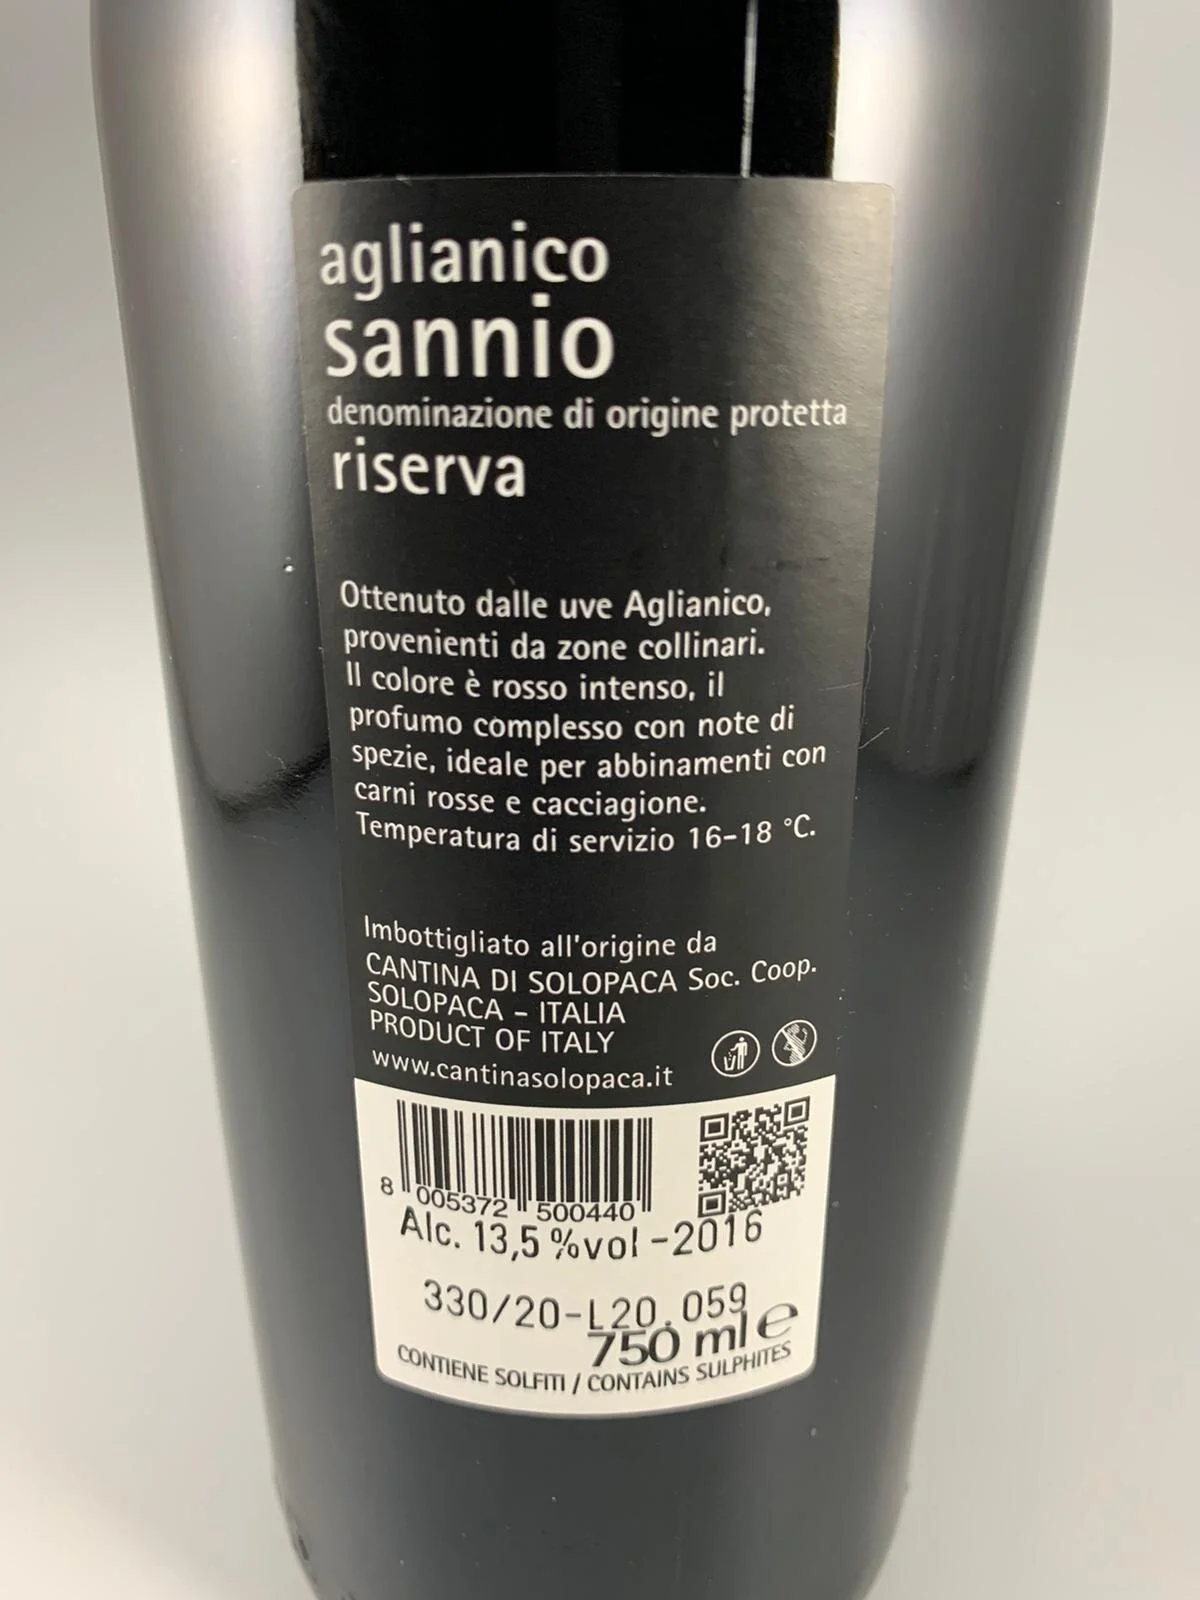 aglianico
sannio
denominazione di origine protetta
riserva
Ottenuto dalle uve Aglianico,
provenienti da zone collinari.
Il colore è rosso intenso, il
profumo complesso con note di
spezie, ideale per abbinamenti con
carni rosse e cacciagione.
Temperatura di servizio 16-18 °C.
Imbottigliato all'origine da
CANTINA DI SOLOPACA Soc. Coop.
SOLOPACA - ITALIA
PRODUCT OF ITALY
www.cantinasolopaca.it
8 005372 500440
Alc. 13,5 %vol -2016
330/20-L20.059
750 ml e
CONTIENE SOLFITI / CONTAINS SULPHITES